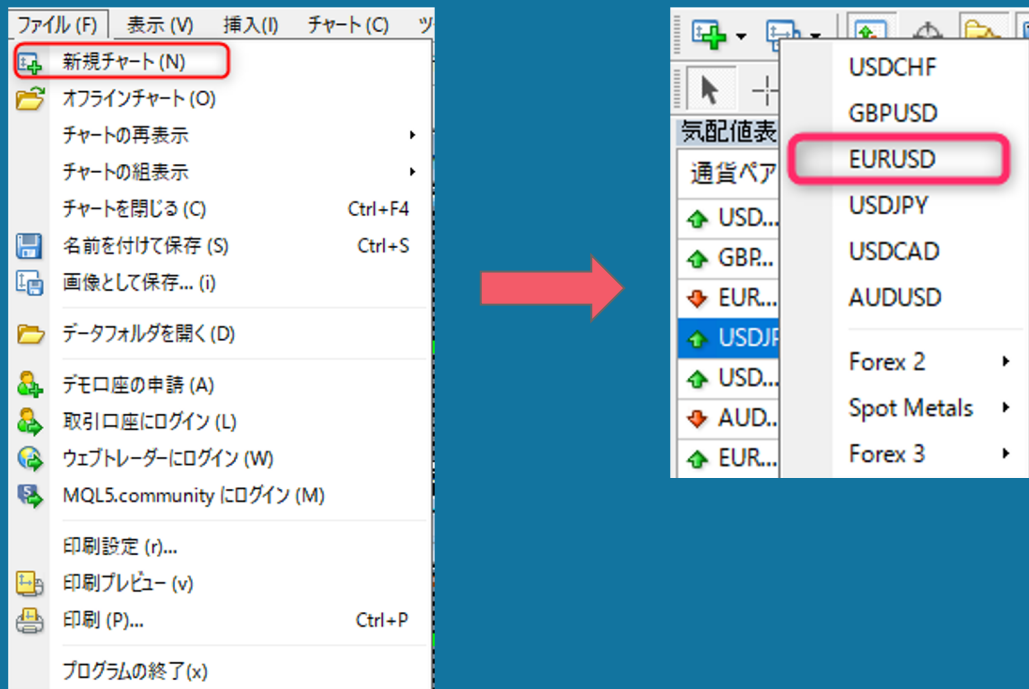 ファイル (F) 表示 (V) 挿入(I) チャート (C) ツ
新規チャート (N)
オフラインチャート (O)
チャートの再表示
チャートの組表示
チャートを閉じる (C) Ctrl+F4
名前を付けて保存 (S) Ctrl+S
画像として保存... (i)
データフォルダを開く (D)
デモ口座の申請 (A)
取引口座にログイン (L)
ウェブトレーダーにログイン (W)
MQL5.community にログイン (M)
印刷設定 (r)...
印刷プレビュー (v)
印刷 (P)... Ctrl+P
プログラムの終了(x)
気配値表
通貨ペア
USD...
GBP...
EUR...
USDJP
USD...
AUD...
EUR...
USDCHF
GBPUSD
EURUSD
USDJPY
USDCAD
AUDUSD
Forex 2
Spot Metals
Forex 3